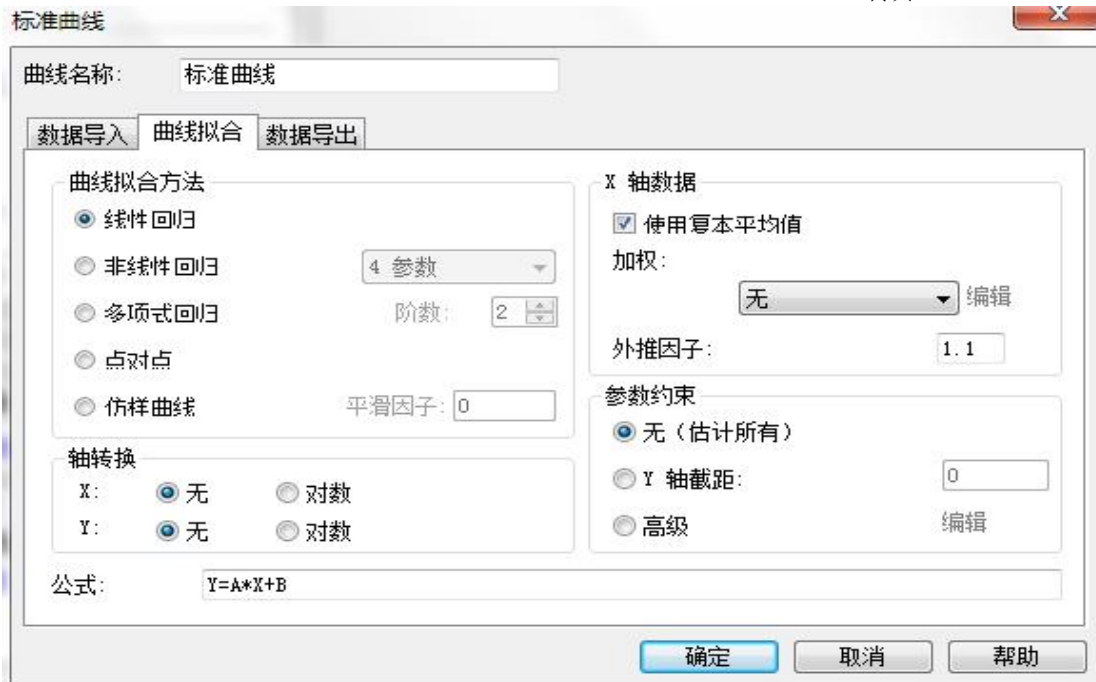 标准曲线
曲线名称: 标准曲线
数据导入 曲线拟合 数据导出
曲线拟合方法
线性回归
非线性回归 4 参数
多项式回归 阶数: 2
点对点
仿样曲线 平滑因子: 0
轴转换
X: 无 对数
Y: 无 对数
X 轴数据
使用复本平均值
加权:
无 编辑
外推因子: 1.1
参数约束
无（估计所有）
Y 轴截距: 0
高级 编辑
公式: Y=A*X+B
确定 取消 帮助